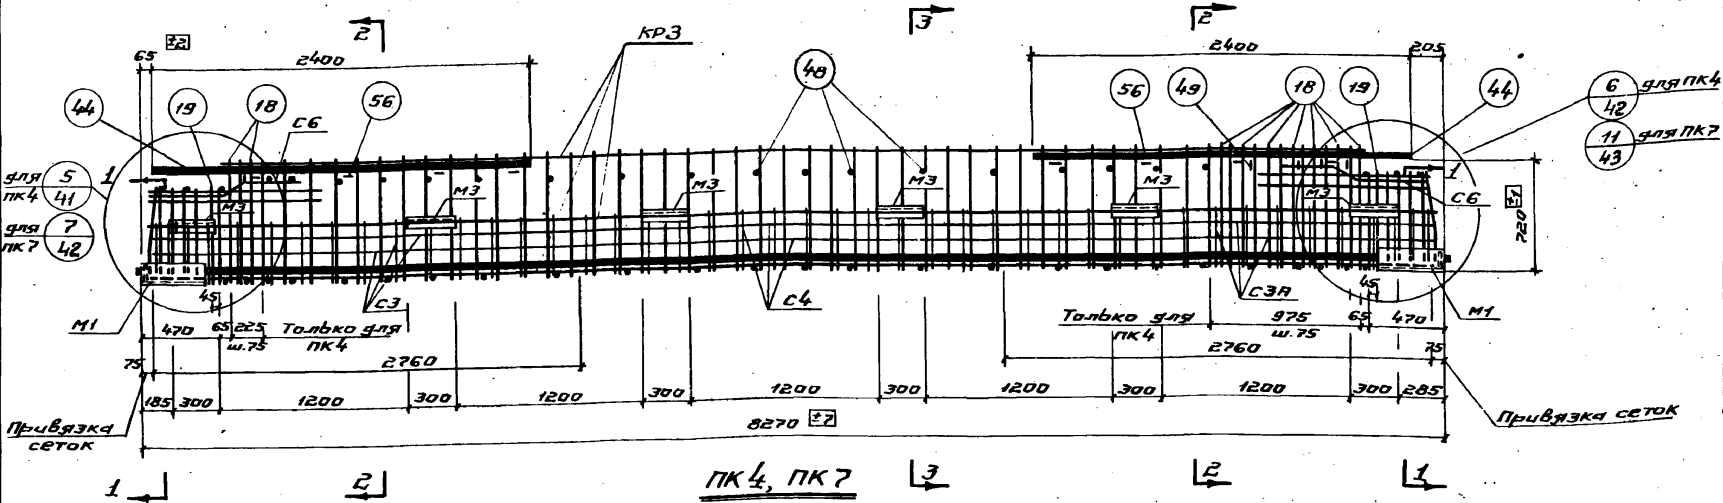 2 3 2
КР3
65 ±2 2400 2400 205
44 19 18 56 48 56 49 18 19 44
С6
6 42 для ПК4
11 43 для ПК7
для ПК4 5 41
для ПК7 7 42
1 1
М3 М3 М3 М3 М3 М3
С6
720 ±1
М1 С3 С4 С3А М1
45 45
470 65 225 Только для ПК4
ш.75
Только для ПК4 975 65 470
ш.75
75 2760 2760 75
185 300 1200 300 1200 300 1200 300 1200 300 1200 300 285
Привязка сеток
Привязка сеток
8270 ±7
1 2 3 2 1
ПК4, ПК7